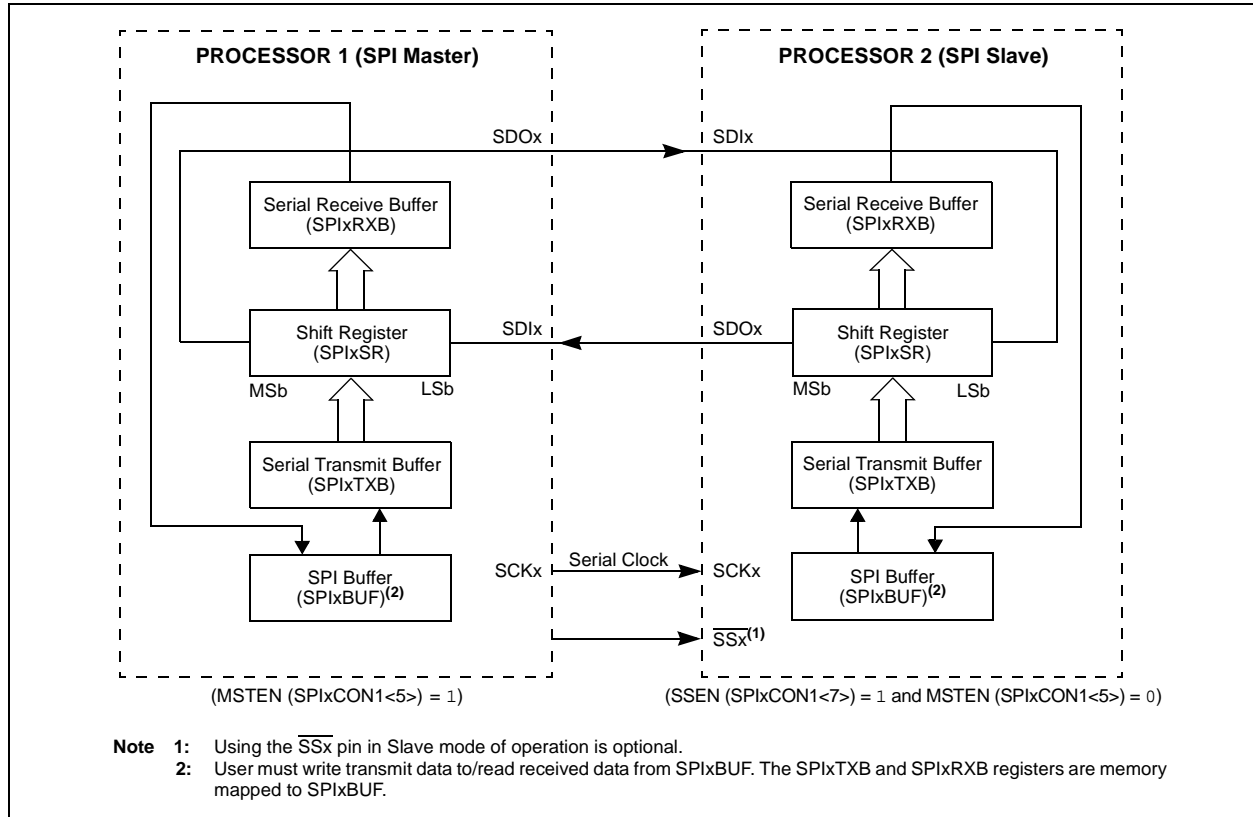 PROCESSOR 1 (SPI Master)
PROCESSOR 2 (SPI Slave)
SDOx
SDIx
Serial Receive Buffer
(SPIxRXB)
Serial Receive Buffer
(SPIxRXB)
Shift Register
(SPIxSR)
SDIx
SDOx
Shift Register
(SPIxSR)
MSb
LSb
MSb
LSb
Serial Transmit Buffer
(SPIxTXB)
Serial Transmit Buffer
(SPIxTXB)
SPI Buffer
(SPIxBUF)(2)
SCKx
Serial Clock
SCKx
SPI Buffer
(SPIxBUF)(2)
SSx(1)
(MSTEN (SPIxCON1<5>) = 1)
(SSEN (SPIxCON1<7>) = 1 and MSTEN (SPIxCON1<5>) = 0)
Note 1: Using the SSx pin in Slave mode of operation is optional.
2: User must write transmit data to/read received data from SPIxBUF. The SPIxTXB and SPIxRXB registers are memory
mapped to SPIxBUF.